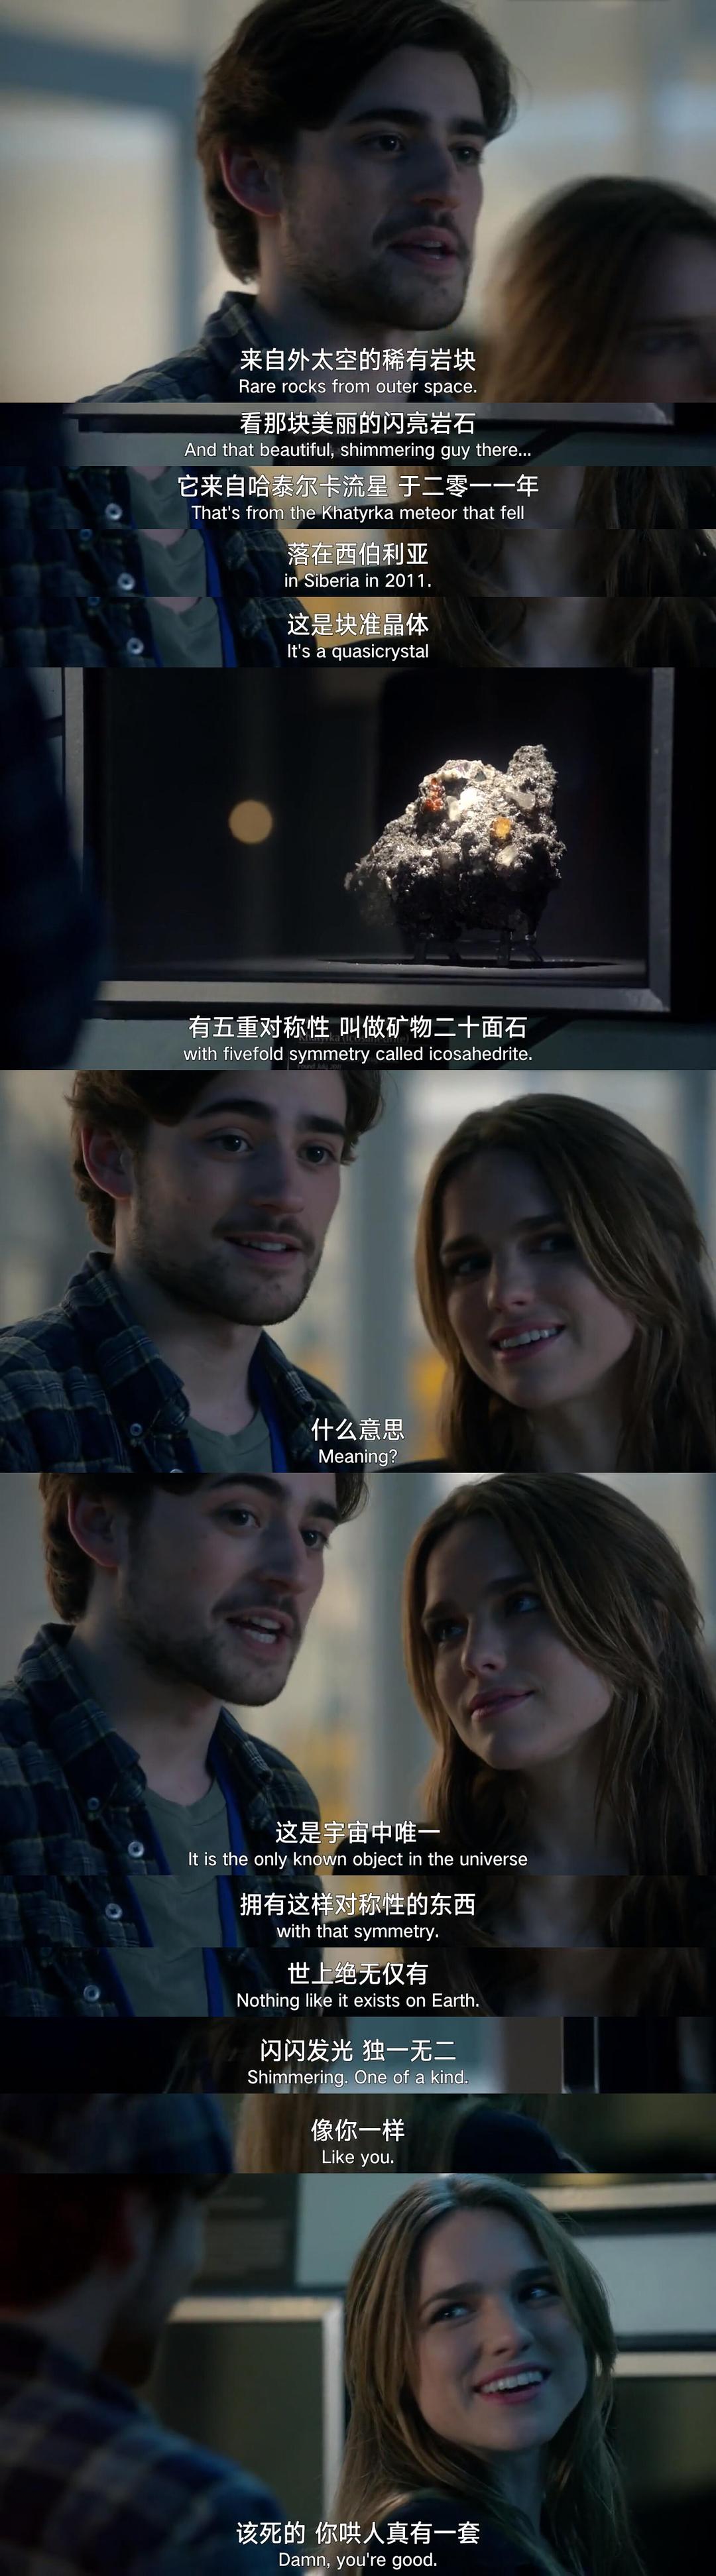 来自外太空的稀有岩块
Rare rocks from outer space.
看那块美丽的闪亮岩石
And that beautiful, shimmering guy there...
它来自哈泰尔卡流星 于二零一一年
That's from the Khatyrka meteor that fell
落在西伯利亚
in Siberia in 2011.
这是块准晶体
It's a quasicrystal
有五重对称性 叫做矿物二十面石
with fivefold symmetry called icosahedrite.
什么意思
Meaning?
这是宇宙中唯一
It is the only known object in the universe
拥有这样对称性的东西
with that symmetry.
世上绝无仅有
Nothing like it exists on Earth.
闪闪发光 独一无二
Shimmering. One of a kind.
像你一样
Like you.
该死的 你哄人真有一套
Damn, you're good.